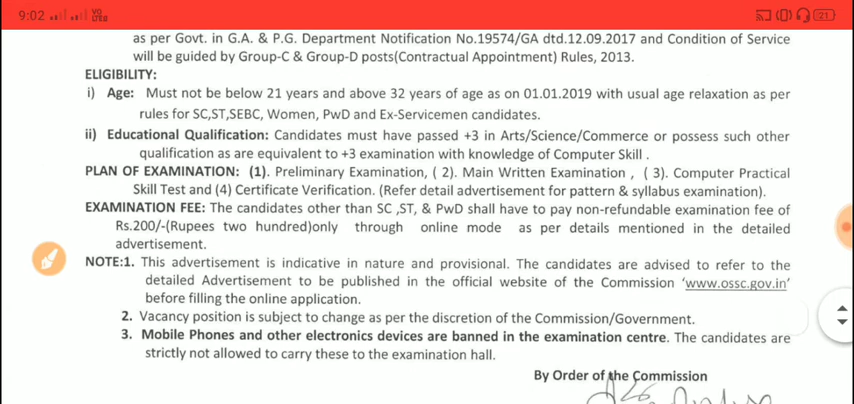 9:02
21
as per Govt. in G.A. & P.G. Department Notification No.19574/GA dtd.12.09.2017 and Condition of Service
will be guided by Group-C & Group-D posts(Contractual Appointment) Rules, 2013.
ELIGIBILITY:
i) Age: Must not be below 21 years and above 32 years of age as on 01.01.2019 with usual age relaxation as per
rules for SC,ST,SEBC, Women, PwD and Ex-Servicemen candidates.
ii) Educational Qualification: Candidates must have passed +3 in Arts/Science/Commerce or possess such other
qualification as are equivalent to +3 examination with knowledge of Computer Skill .
PLAN OF EXAMINATION: (1). Preliminary Examination, ( 2). Main Written Examination , ( 3). Computer Practical
Skill Test and (4) Certificate Verification. (Refer detail advertisement for pattern & syllabus examination).
EXAMINATION FEE: The candidates other than SC ,ST, & PwD shall have to pay non-refundable examination fee of
Rs.200/-(Rupees two hundred)only through online mode as per details mentioned in the detailed
advertisement.
NOTE:1. This advertisement is indicative in nature and provisional. The candidates are advised to refer to the
detailed Advertisement to be published in the official website of the Commission 'www.ossc.gov.in'
before filling the online application.
2. Vacancy position is subject to change as per the discretion of the Commission/Government.
3. Mobile Phones and other electronics devices are banned in the examination centre. The candidates are
strictly not allowed to carry these to the examination hall.
By Order of the Commission